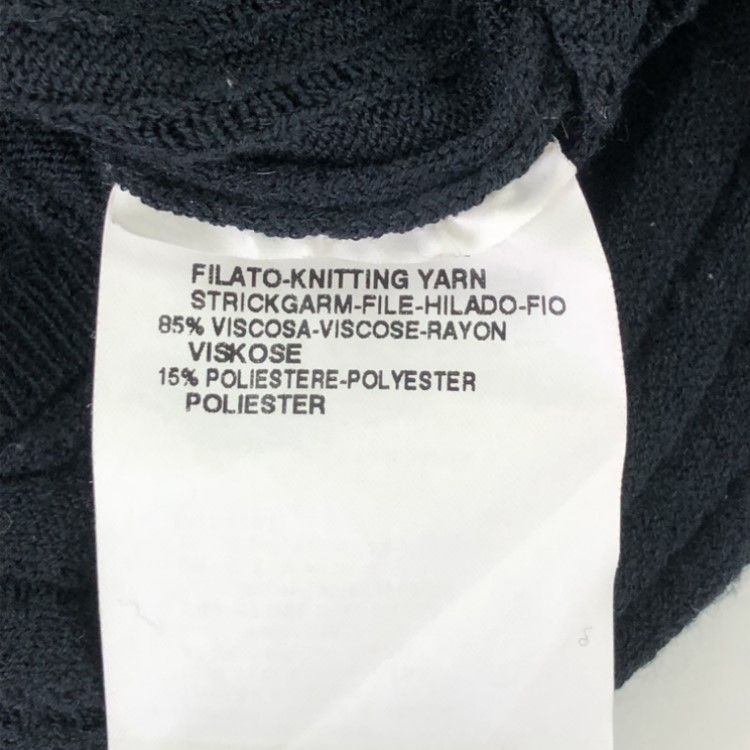 FILATO-KNITTING YARN
STRICKGARM-FILE-HILADO-FIO
85% VISCOSA-VISCOSE-RAYON
VISKOSE
15% POLIESTERE-POLYESTER
POLIESTER